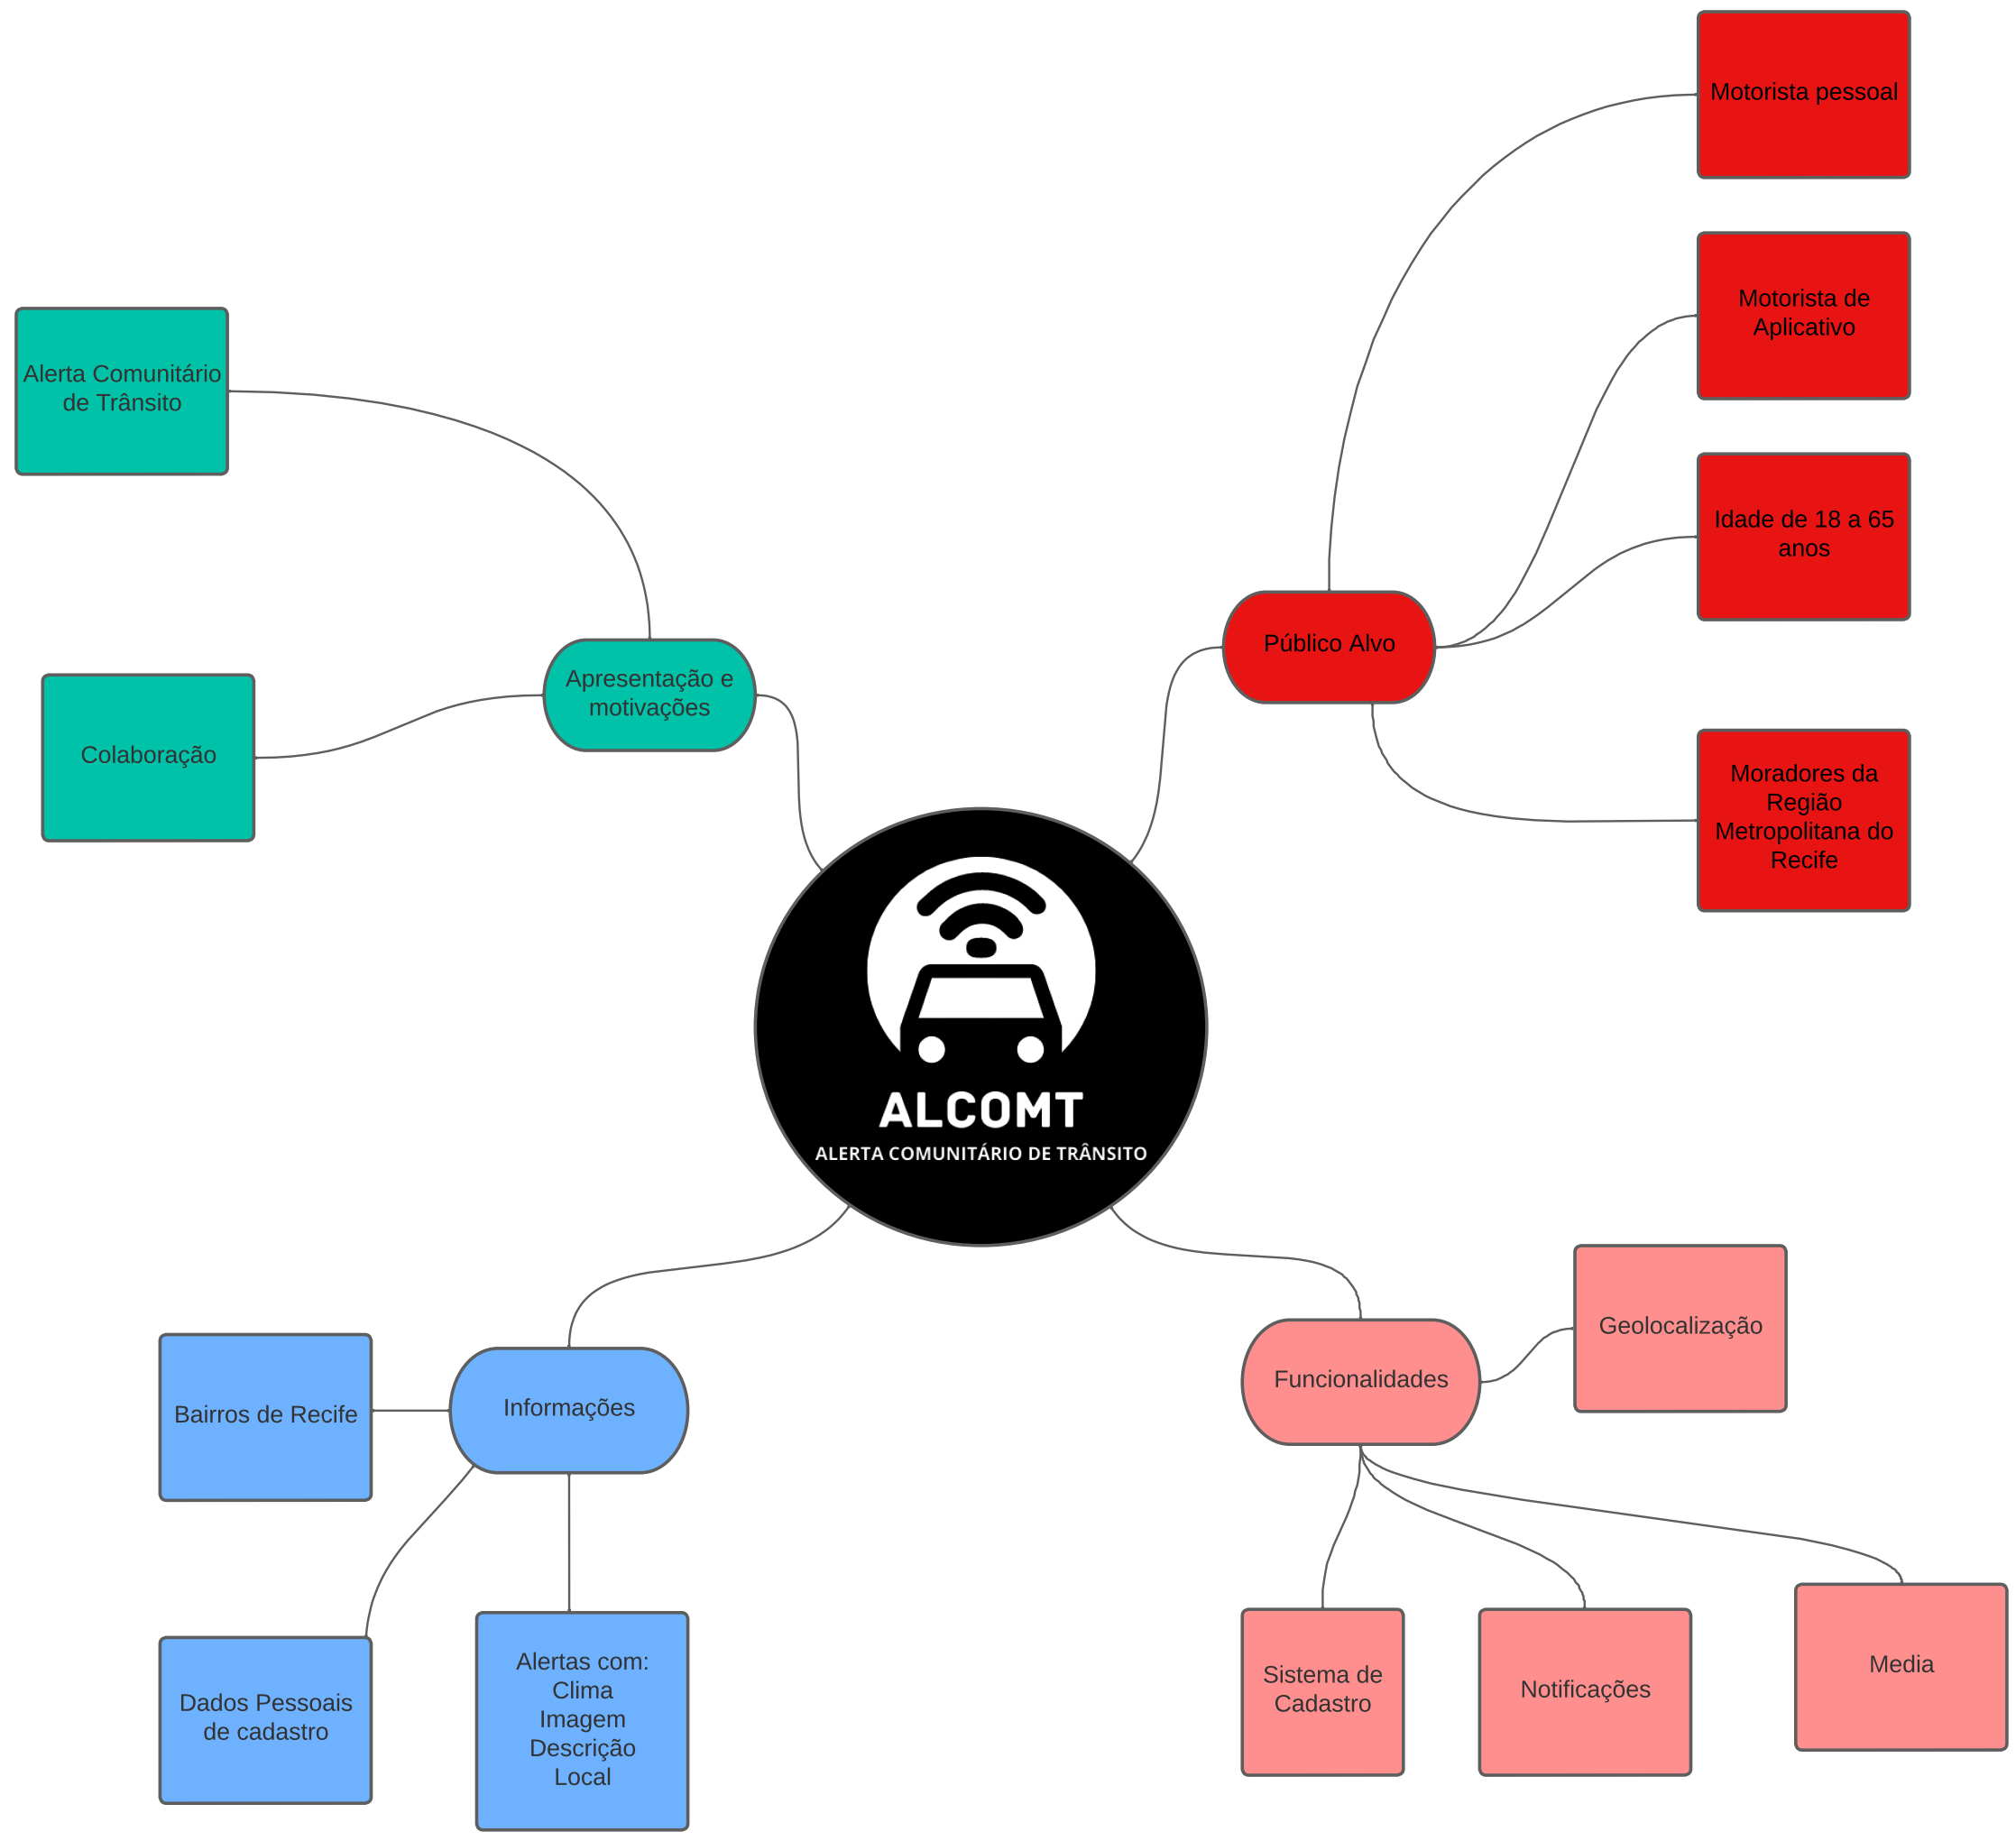 Motorista pessoal
Motorista de
Aplicativo
Idade de 18 a 65
anos
Público Alvo
Moradores da
Região
Metropolitana do
Recife
Alerta Comunitário
de Trânsito
Apresentação e
motivações
Colaboração
ALCOMT
ALERTA COMUNITÁRIO DE TRÂNSITO
Informações
Bairros de Recife
Dados Pessoais
de cadastro
Alertas com:
Clima
Imagem
Descrição
Local
Funcionalidades
Geolocalização
Sistema de
Cadastro
Notificações
Media